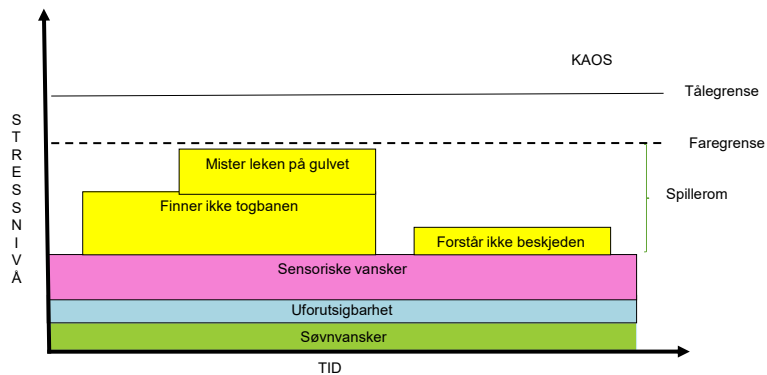 KAOS
Tålegrense
Faregrense
Spillerom
STRESSNIVÅ
Mister leken på gulvet
Finner ikke togbanen
Forstår ikke beskjeden
Sensoriske vansker
Uforutsigbarhet
Søvnvansker
TID